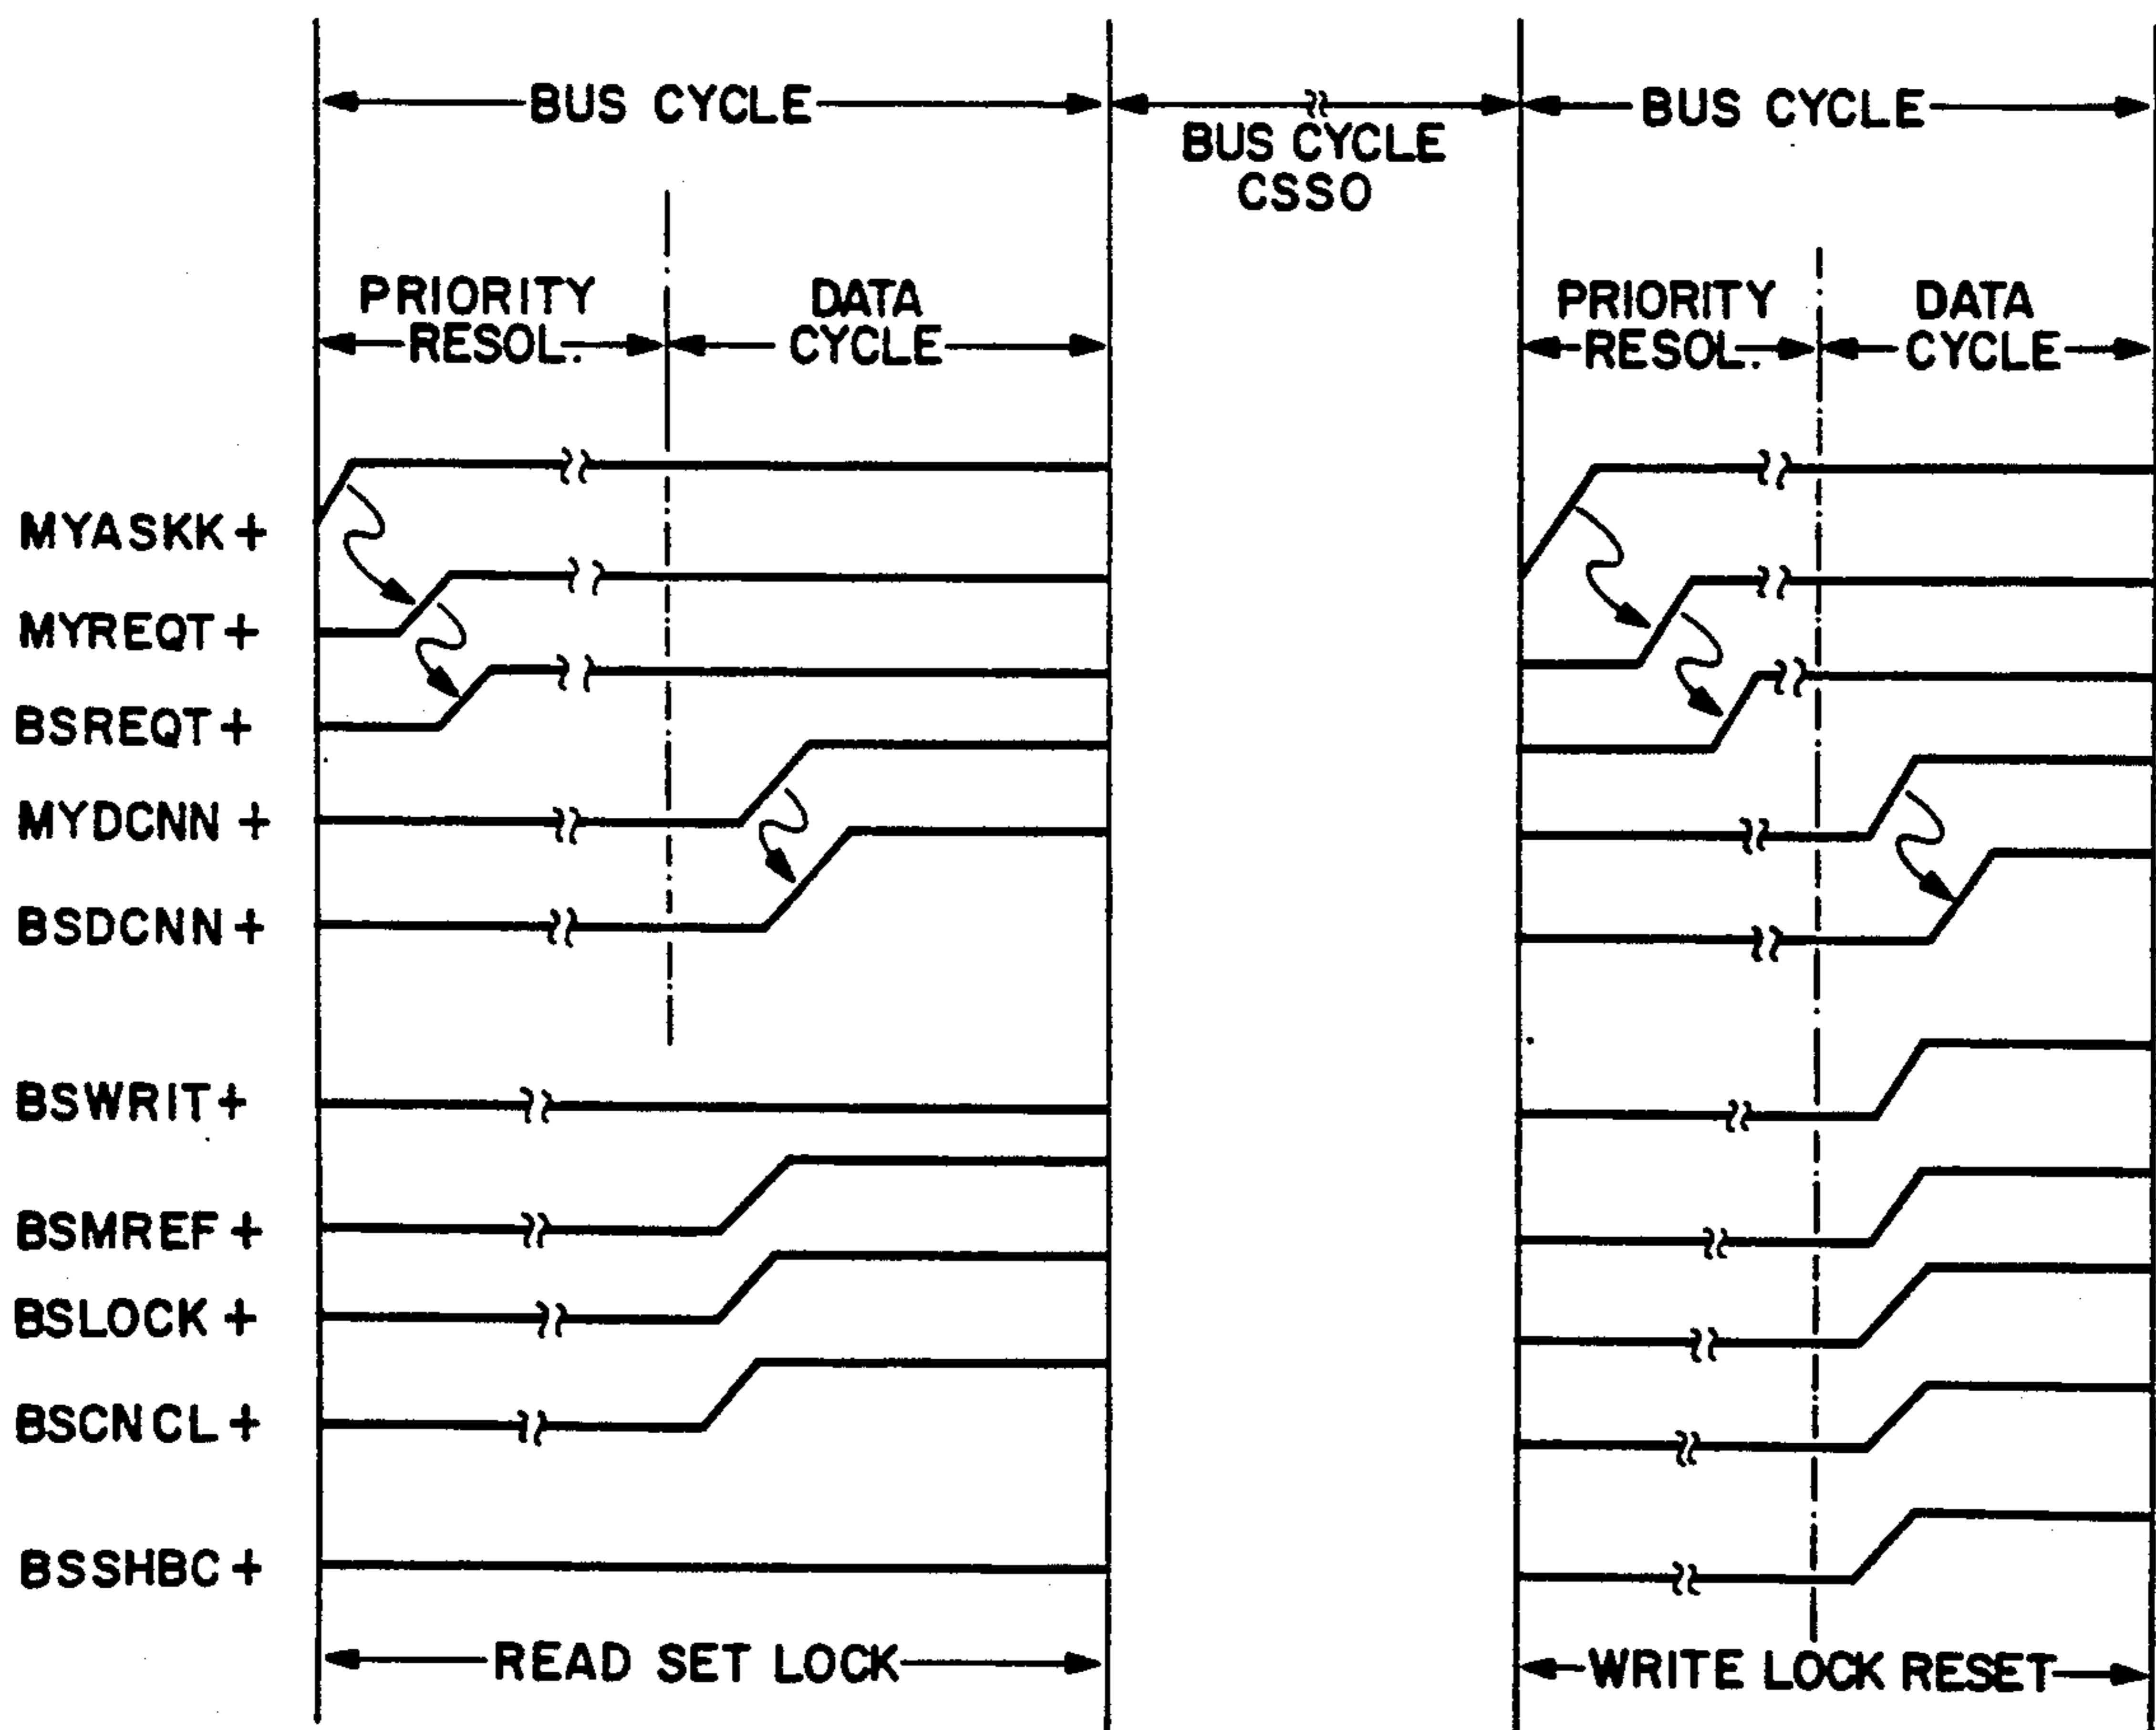 BUS CYCLE
BUS CYCLE
CSSO
BUS CYCLE
PRIORITY
RESOL.
DATA
CYCLE
PRIORITY
RESOL.
DATA
CYCLE
MYASKK+
MYREQT+
BSREQT+
MYDCNN+
BSDCNN+
BSWRIT+
BSMREF+
BSLOCK+
BSCNCL+
BSSHBC+
READ SET LOCK
WRITE LOCK RESET